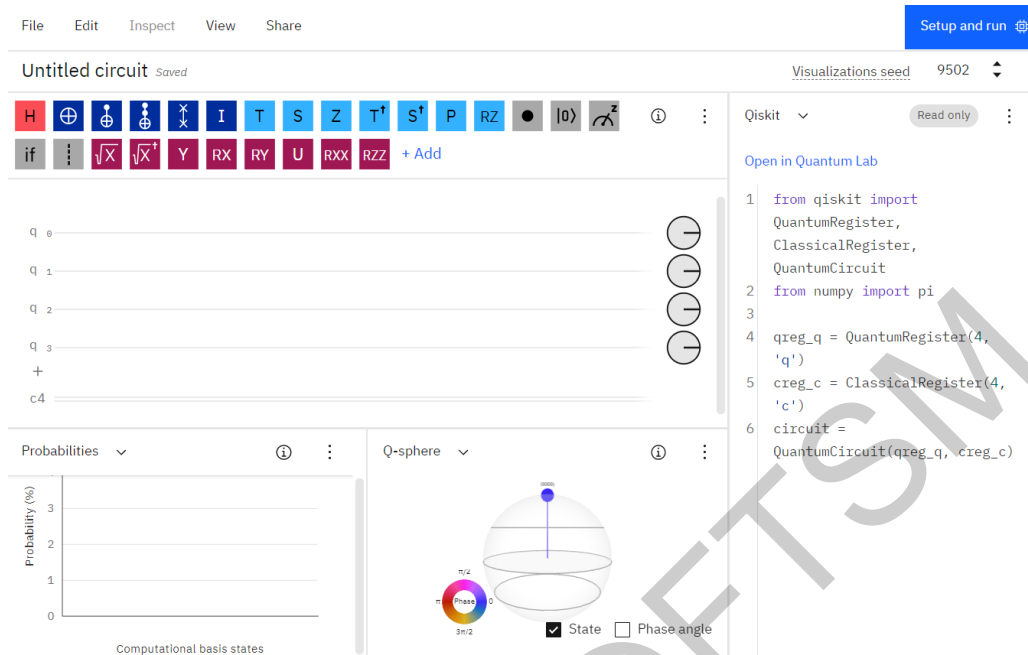 File Edit Inspect View Share
Setup and run
Untitled circuit Saved
Visualizations seed 9502
H I T S Z T† S† P RZ |0⟩ z
if √X √X† Y RX RY U RXX RZZ + Add
Qiskit Read only
Open in Quantum Lab
q 0
q 1
q 2
q 3
+
c4
1 from qiskit import
QuantumRegister,
ClassicalRegister,
QuantumCircuit
2 from numpy import pi
3
4 qreg_q = QuantumRegister(4,
'q')
5 creg_c = ClassicalRegister(4,
'c')
6 circuit =
QuantumCircuit(qreg_q, creg_c)
Probabilities
Probability (%)
3
2
1
0
Computational basis states
Q-sphere
π/2
π Phase 0
3π/2
State Phase angle